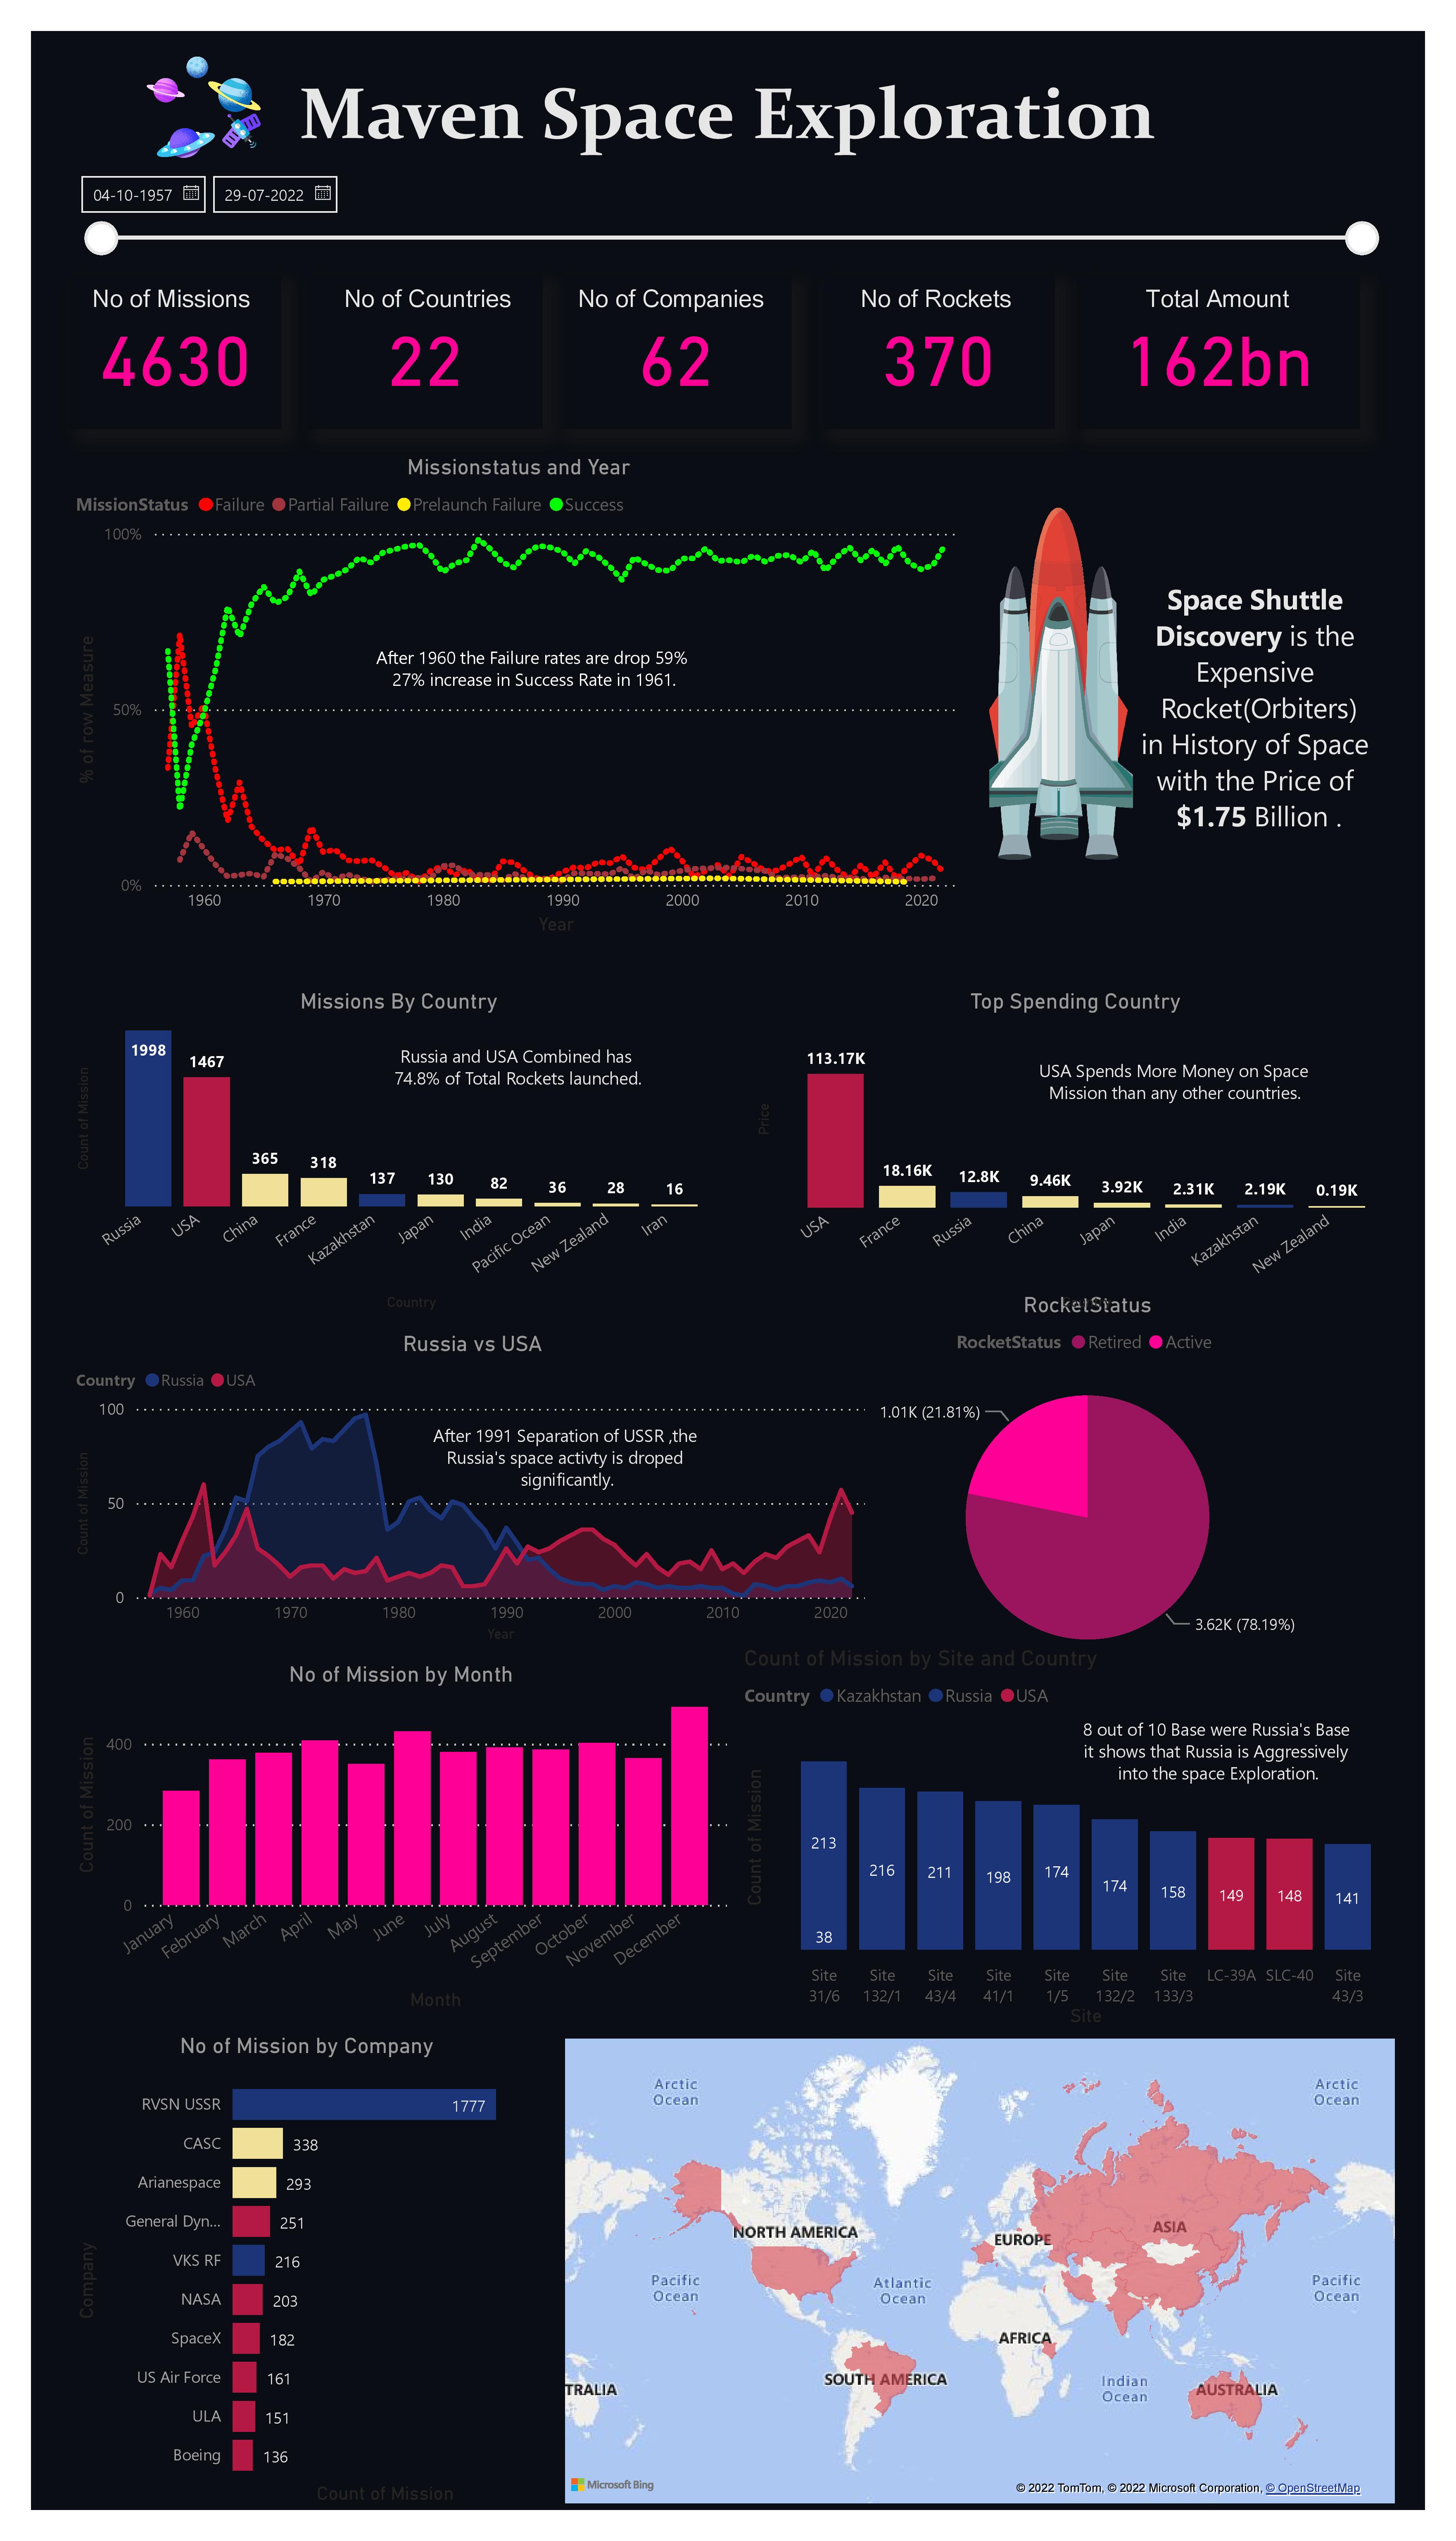 Maven Space Exploration
04-10-1957 29-07-2022
No of Missions
4630
No of Countries
22
No of Companies
62
No of Rockets
370
Total Amount
162bn
Missionstatus and Year
MissionStatus Failure Partial Failure Prelaunch Failure Success
% of row Measure
100%
50%
0%
After 1960 the Failure rates are drop 59%
27% increase in Success Rate in 1961.
1960 1970 1980 1990 2000 2010 2020
Year
Space Shuttle
Discovery is the
Expensive
Rocket(Orbiters)
in History of Space
with the Price of
$1.75 Billion .
Missions By Country
Count of Mission
Russia and USA Combined has
74.8% of Total Rockets launched.
1998 1467 365 318 137 130 82 36 28 16
Russia USA China France Kazakhstan Japan India Pacific Ocean New Zealand Iran
Country
Top Spending Country
Price
USA Spends More Money on Space
Mission than any other countries.
113.17K 18.16K 12.8K 9.46K 3.92K 2.31K 2.19K 0.19K
USA France Russia China Japan India Kazakhstan New Zealand
Russia vs USA
Country Russia USA
Count of Mission
100
50
0
After 1991 Separation of USSR ,the
Russia's space activty is droped
significantly.
1960 1970 1980 1990 2000 2010 2020
Year
RocketStatus
RocketStatus Retired Active
1.01K (21.81%)
3.62K (78.19%)
No of Mission by Month
Count of Mission
400
200
0
January February March April May June July August September October November December
Month
Count of Mission by Site and Country
Country Kazakhstan Russia USA
Count of Mission
8 out of 10 Base were Russia's Base
it shows that Russia is Aggressively
into the space Exploration.
213 216 211 198 174 174 158 149 148 141
38
Site Site Site Site Site Site Site LC-39A SLC-40 Site
31/6 132/1 43/4 41/1 1/5 132/2 133/3 43/3
Site
No of Mission by Company
Company
RVSN USSR 1777
CASC 338
Arianespace 293
General Dyn... 251
VKS RF 216
NASA 203
SpaceX 182
US Air Force 161
ULA 151
Boeing 136
Count of Mission
Arctic
Ocean
Arctic
Ocean
NORTH AMERICA
EUROPE
ASIA
Pacific
Ocean
Atlantic
Ocean
Pacific
Ocean
AFRICA
SOUTH AMERICA
Indian
Ocean
TRALIA
AUSTRALIA
Microsoft Bing
© 2022 TomTom, © 2022 Microsoft Corporation, © OpenStreetMap